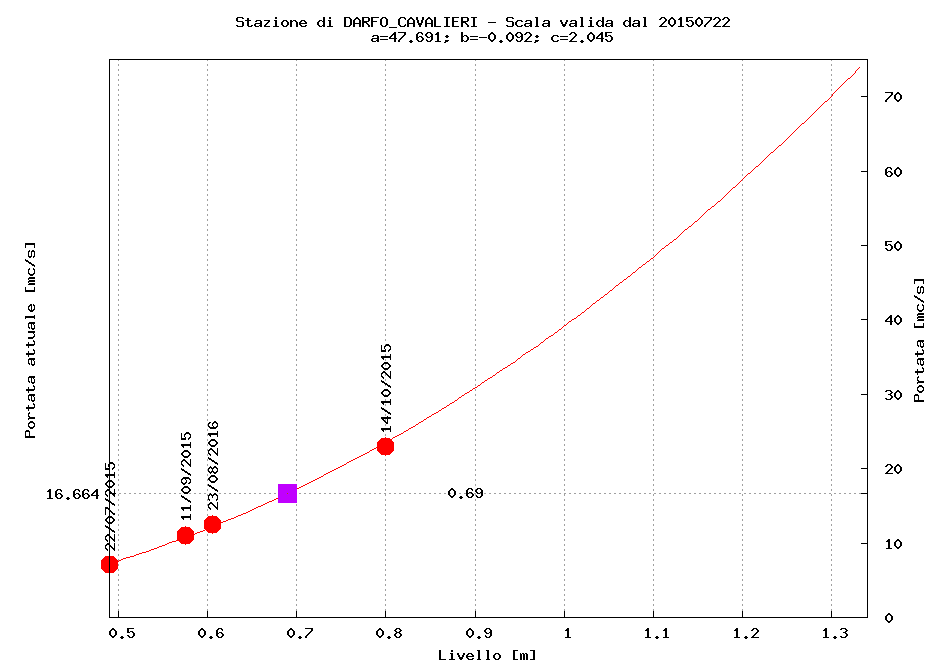 Stazione di DARFO_CAVALIERI - Scala valida dal 20150722
a=47.691; b=-0.092; c=2.045
Portata attuale [mc/s]
Portata [mc/s]
70
60
50
40
30
20
10
0
14/10/2015
23/08/2016
11/09/2015
22/07/2015
16.664
0.69
0.5 0.6 0.7 0.8 0.9 1 1.1 1.2 1.3
Livello [m]